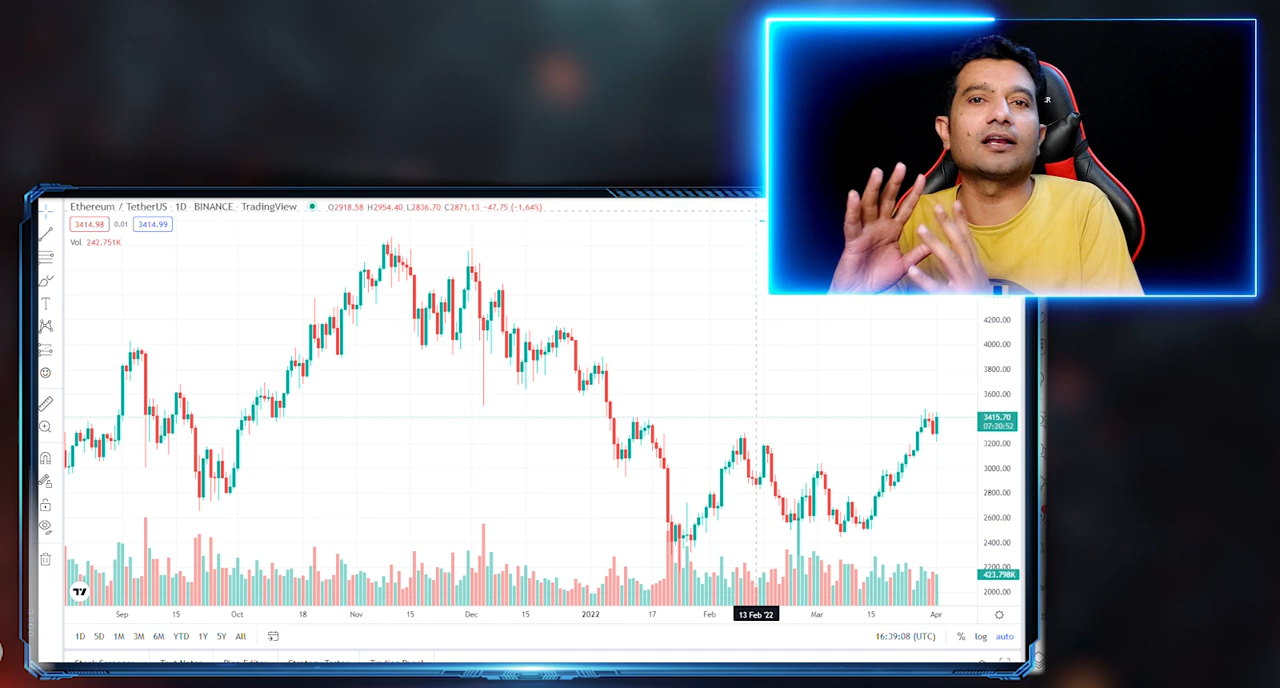 R
Ethereum / TetherUS · 1D · BINANCE · TradingView O2918.58 H2954.40 L2836.70 C2871.13 -47.75 (-1.64%)
3414.98 0.01 3414.99
Vol 242.751K
4200.00
4000.00
3800.00
3600.00
3415.70
07:20:52
3200.00
3000.00
2800.00
2600.00
2400.00
2200.00
423.798K
2000.00
Sep 15 Oct 18 Nov 15 Dec 15 2022 17 Feb 13 Feb '22 Mar 15 Apr
1D 5D 1M 3M 6M YTD 1Y 5Y All 16:39:08 (UTC) % log auto